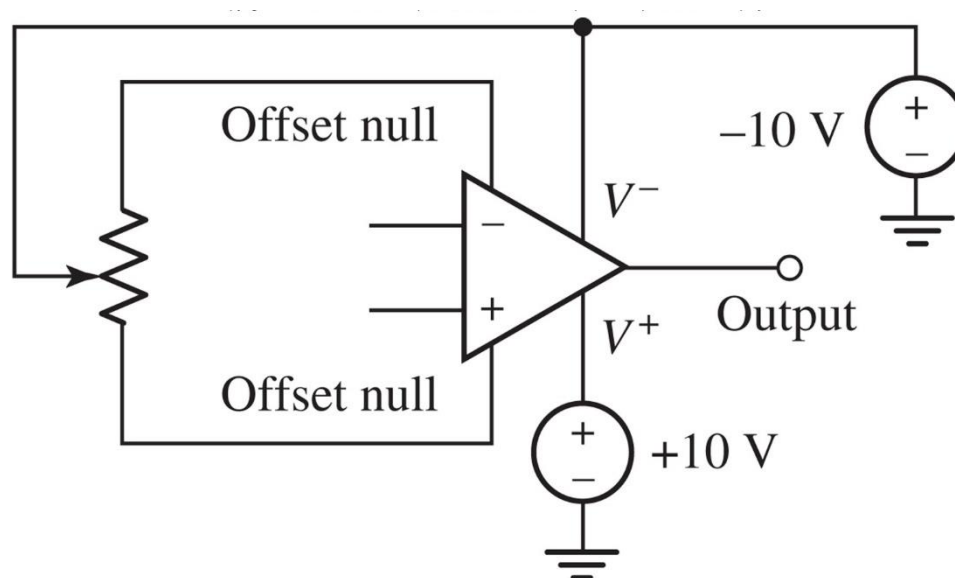 Offset null
+
−10 V
−
V−
−
+
Output
V+
Offset null
+
+10 V
−